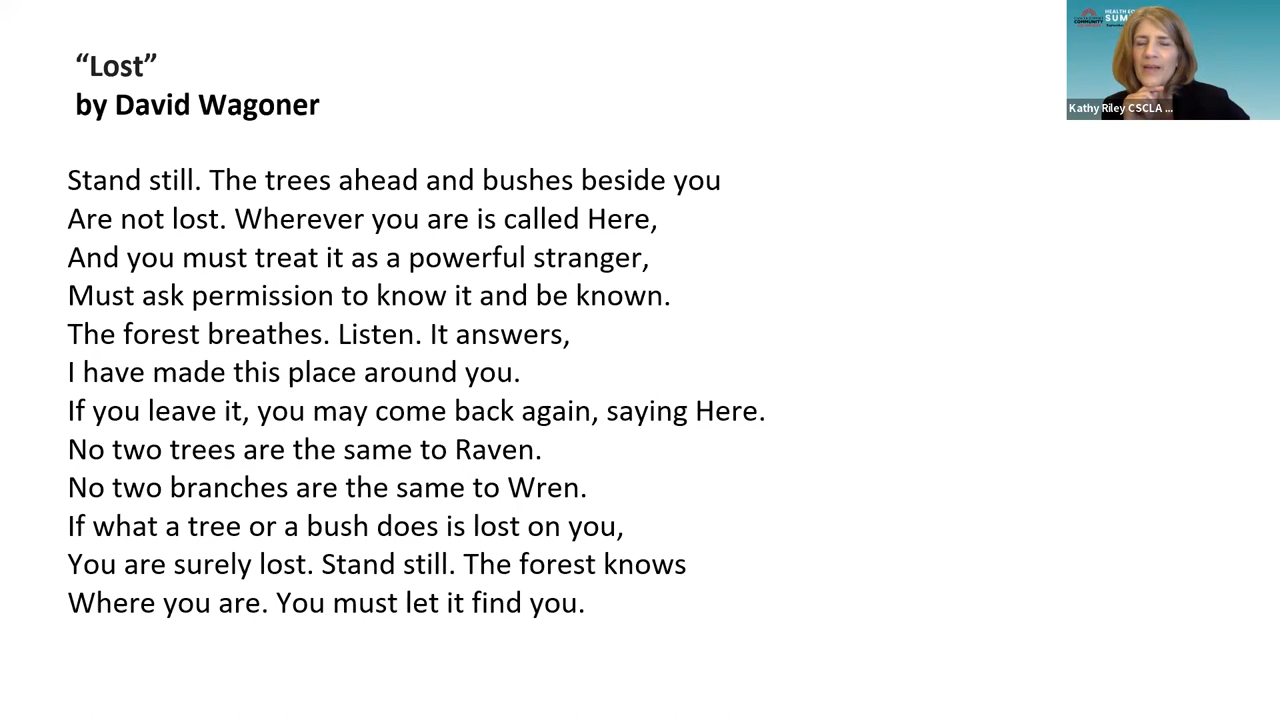 “Lost”
by David Wagoner
Stand still. The trees ahead and bushes beside you
Are not lost. Wherever you are is called Here,
And you must treat it as a powerful stranger,
Must ask permission to know it and be known.
The forest breathes. Listen. It answers,
I have made this place around you.
If you leave it, you may come back again, saying Here.
No two trees are the same to Raven.
No two branches are the same to Wren.
If what a tree or a bush does is lost on you,
You are surely lost. Stand still. The forest knows
Where you are. You must let it find you.
COMMUNITY
HEALTH
SUM
Kathy Riley CSCLA ...